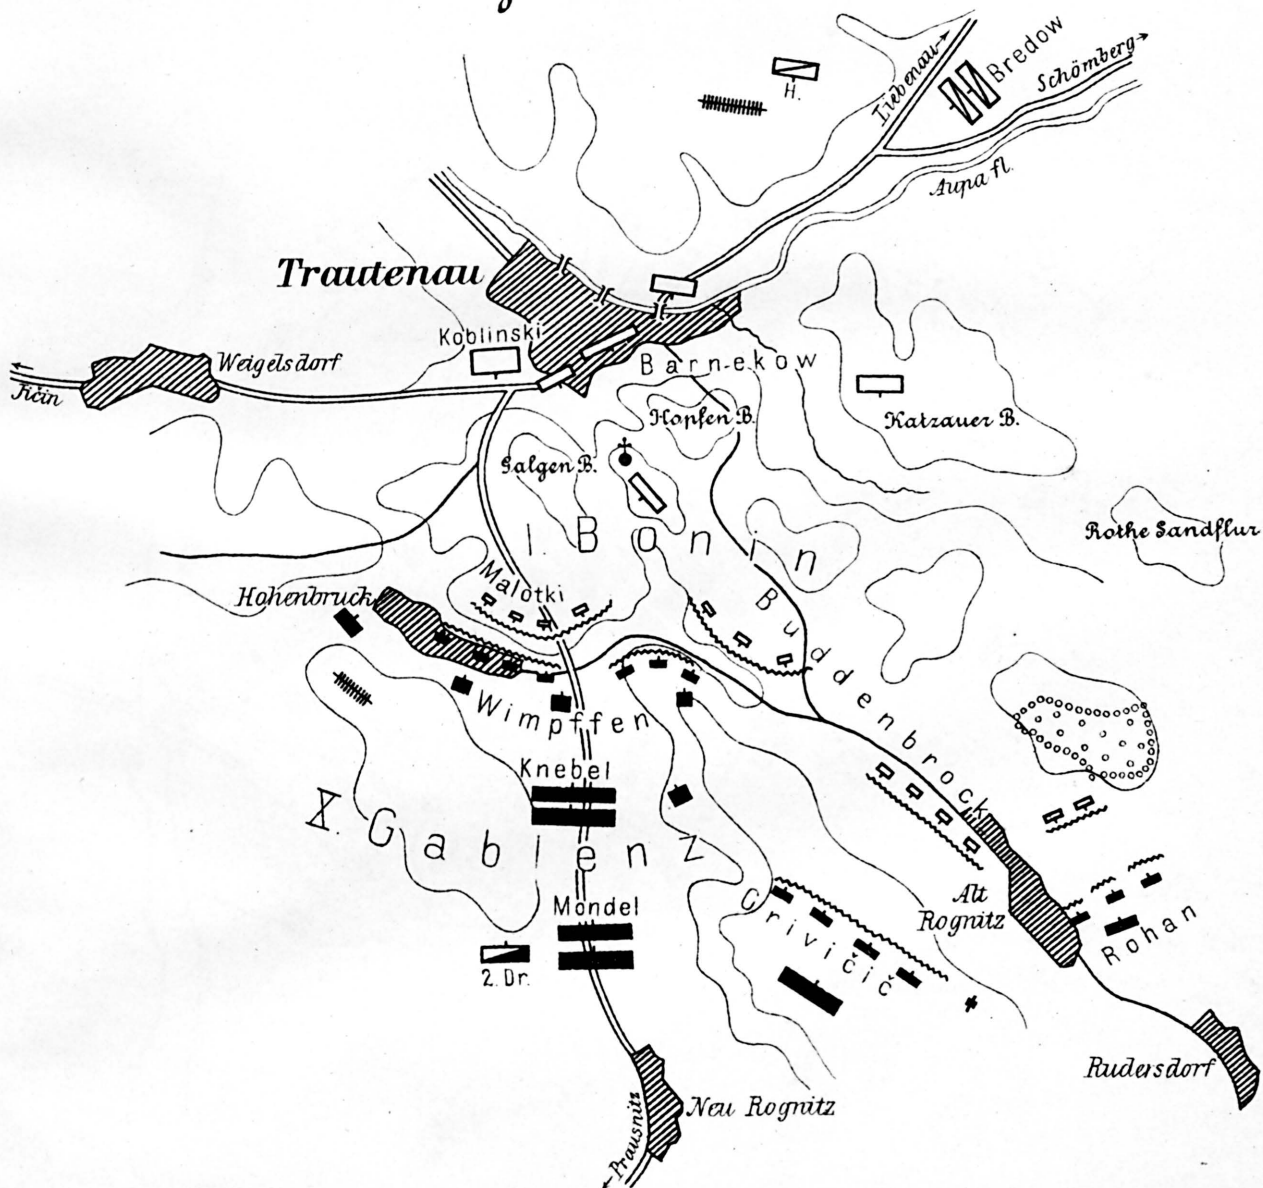 Bredow
Schömberg
Liebenau
H.
Aupa fl.
Trautenau
Koblinski
Weigelsdorf
Barnekow
Jičin
Hopfen B.
Katzauer B.
Galgen B.
Rothe Sandflur
I. Bonin
Malotki
Hohenbruck
Buddenbrock
Wimpffen
Knebel
X. Gablenz
Mondel
Grivičič
Alt
Rognitz
Rohan
2. Dr.
Rudersdorf
Neu Rognitz
Prausnitz